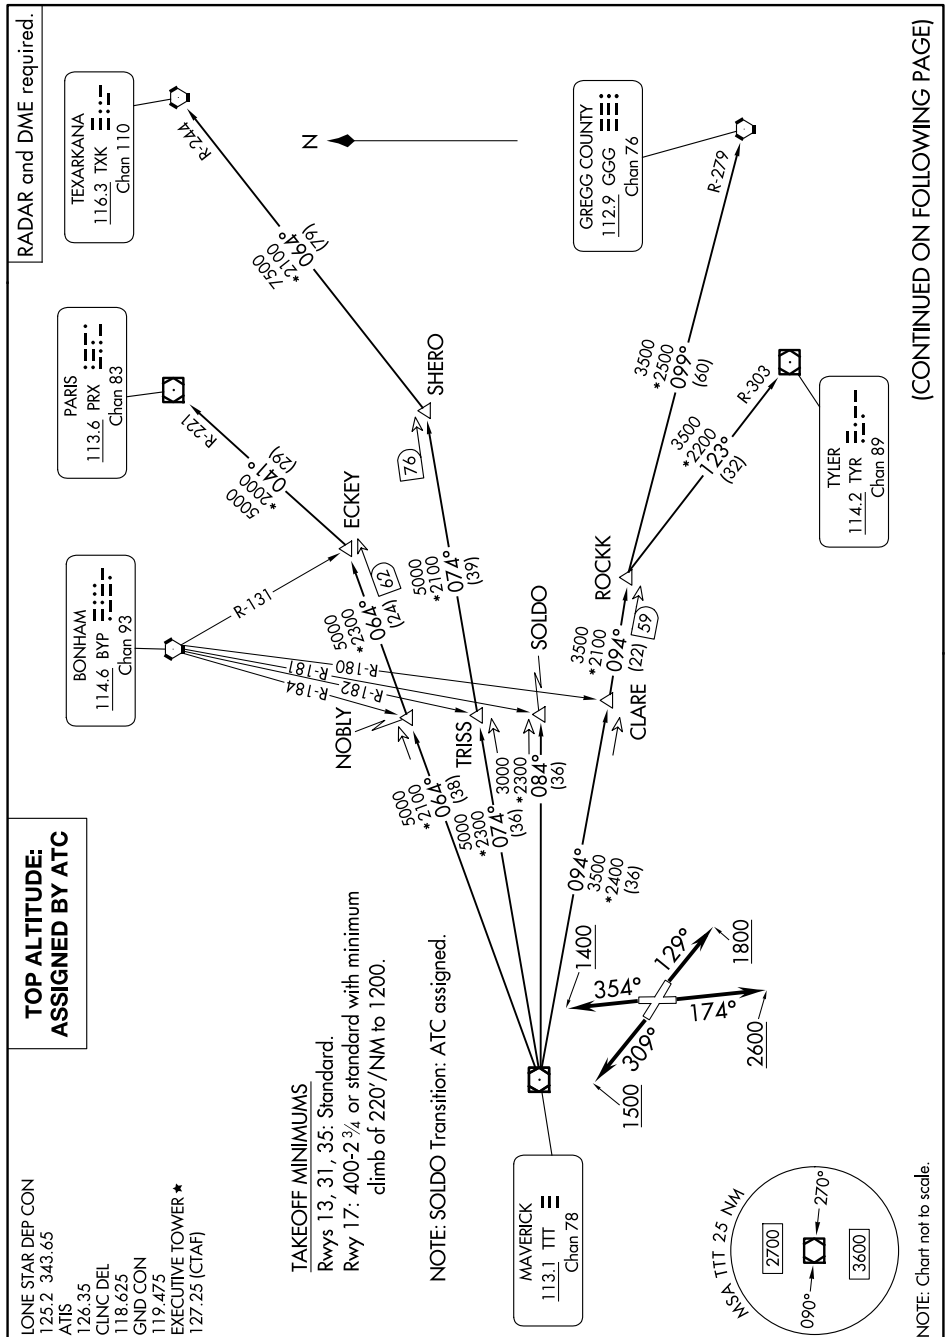 LONE STAR DEP CON
125.2 343.65
ATIS
126.35
CLNC DEL
118.625
GND CON
119.475
EXECUTIVE TOWER ★
127.25 (CTAF)
TOP ALTITUDE:
ASSIGNED BY ATC
RADAR and DME required.
BONHAM
114.6 BYP
Chan 93
PARIS
113.6 PRX
Chan 83
TEXARKANA
116.3 TXK
Chan 110
R-131
R-184
R-181
R-182
R-180
R-221
R-244
5000
*2000
041°
(29)
7500
*2100
064°
(79)
N
TAKEOFF MINIMUMS
Rwys 13, 31, 35: Standard.
Rwy 17: 400-2 ¾ or standard with minimum
climb of 220'/NM to 1200.
NOTE: SOLDO Transition: ATC assigned.
NOBLY
ECKEY
5000
*2300
064°
(24)
62
5000
*2100
064°
(38)
TRISS
SHERO
5000
*2100
074°
(39)
76
5000
*2300
074°
(36)
SOLDO
3000
*2300
084°
(36)
CLARE
ROCKK
094°
3500
*2400
(36)
3500
*2100
094°
(22)
59
3500
*2500
099°
(60)
R-279
3500
*2200
123°
(32)
R-303
GREGG COUNTY
112.9 GGG
Chan 76
TYLER
114.2 TYR
Chan 89
MAVERICK
113.1 TTT
Chan 78
1400
354°
129°
1800
309°
174°
1500
2600
MSA TTT 25 NM
2700
090°
270°
3600
NOTE: Chart not to scale.
(CONTINUED ON FOLLOWING PAGE)